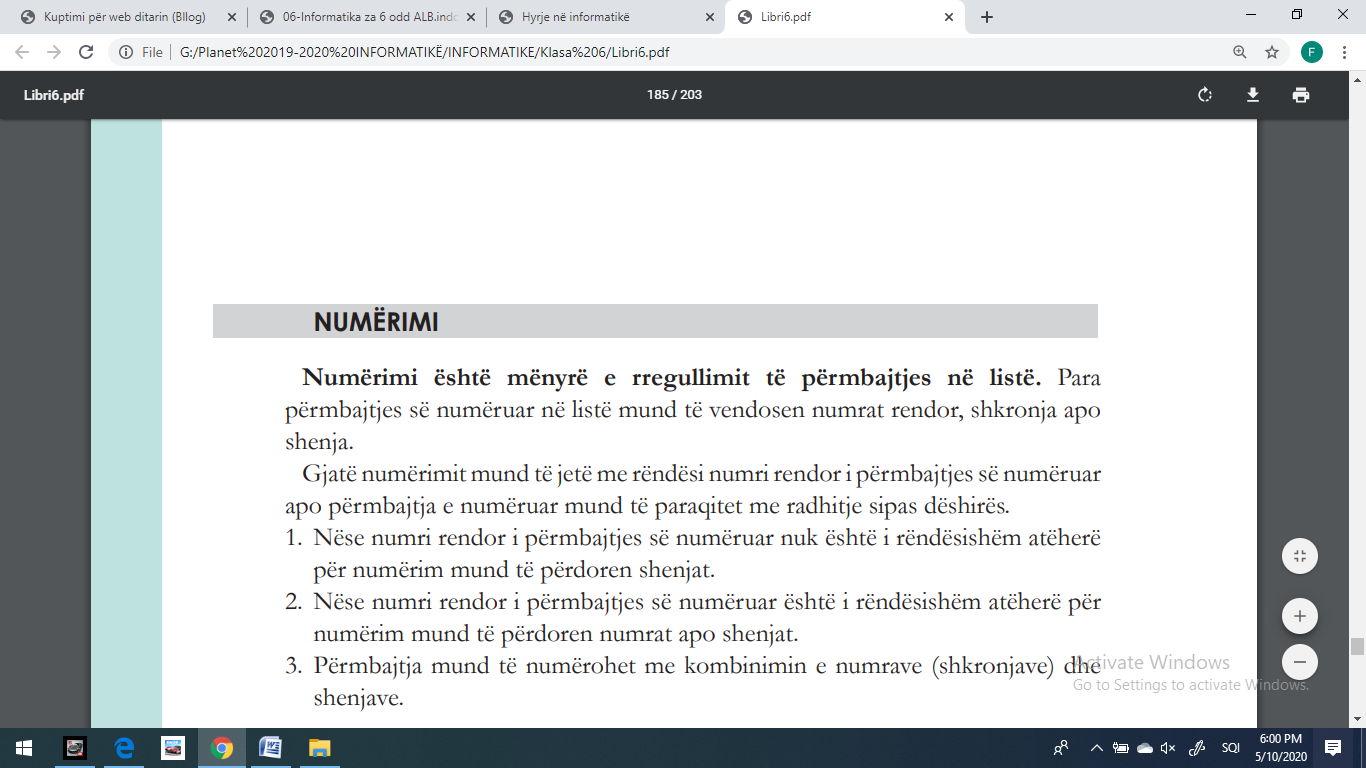 Kuptimi për web ditarin (Bllog)
06-Informatika za 6 odd ALB.indd
Hyrje në informatikë
Libri6.pdf
File
G:/Planet%202019-2020%20INFORMATIKË/INFORMATIKE/Klasa%206/Libri6.pdf
F
Libri6.pdf
185 / 203
NUMËRIMI
Numërimi është mënyrë e rregullimit të përmbajtjes në listë. Para
përmbajtjes së numëruar në listë mund të vendosen numrat rendor, shkronja apo
shenja.
Gjatë numërimit mund të jetë me rëndësi numri rendor i përmbajtjes së numëruar
apo përmbajtja e numëruar mund të paraqitet me radhitje sipas dëshirës.
1. Nëse numri rendor i përmbajtjes së numëruar nuk është i rëndësishëm atëherë
për numërim mund të përdoren shenjat.
2. Nëse numri rendor i përmbajtjes së numëruar është i rëndësishëm atëherë për
numërim mund të përdoren numrat apo shenjat.
3. Përmbajtja mund të numërohet me kombinimin e numrave (shkronjave) dhe
shenjave.
Activate Windows
Go to Settings to activate Windows.
SQI
6:00 PM
5/10/2020